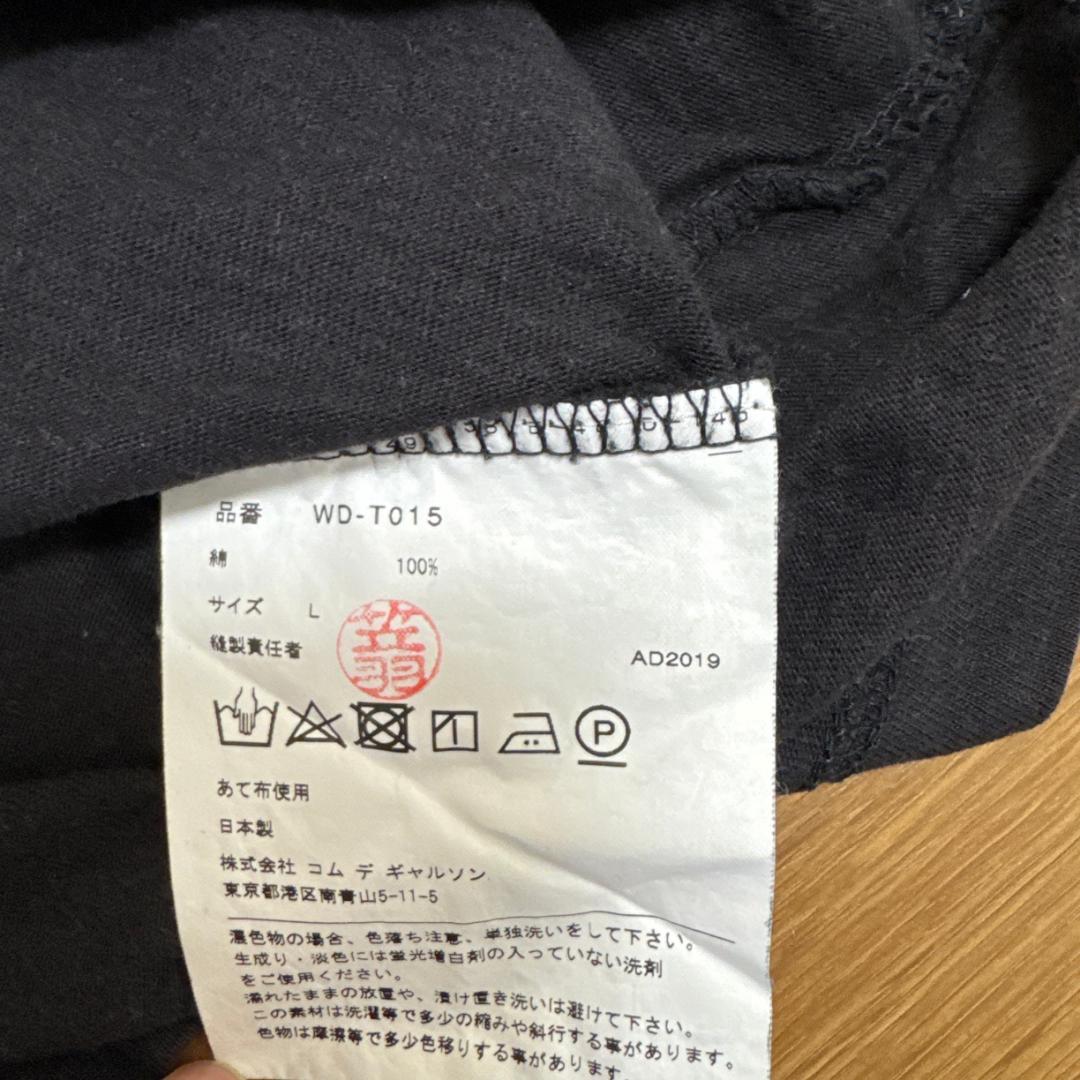 品番 WD-T015
綿 100%
サイズ L
縫製責任者
AD2019
P
あて布使用
日本製
株式会社 コム デ ギャルソン
東京都港区南青山5-11-5
濃色物の場合、色落ち注意、単独洗いをして下さい。
生成り・淡色には蛍光増白剤の入っていない洗剤
をご使用ください。
濡れたままの放置や、漬け置き洗いは避けて下さい。
この素材は洗濯等で多少の縮みや斜行する事があります。
色物は摩擦等で多少色移りする事があります。